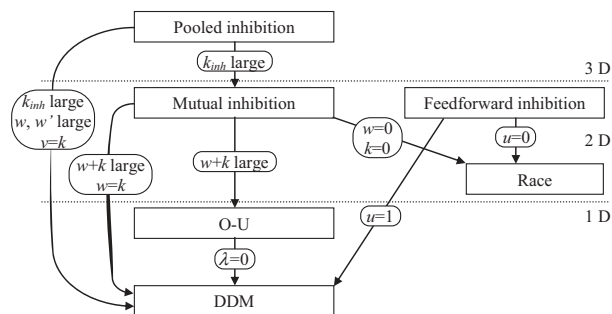 Pooled inhibition
k_inh large
3 D
k_inh large
w, w’ large
v=k
Mutual inhibition
Feedforward inhibition
w+k large
w=k
w+k large
w=0
k=0
u=0
2 D
Race
1 D
O-U
u=1
λ=0
DDM